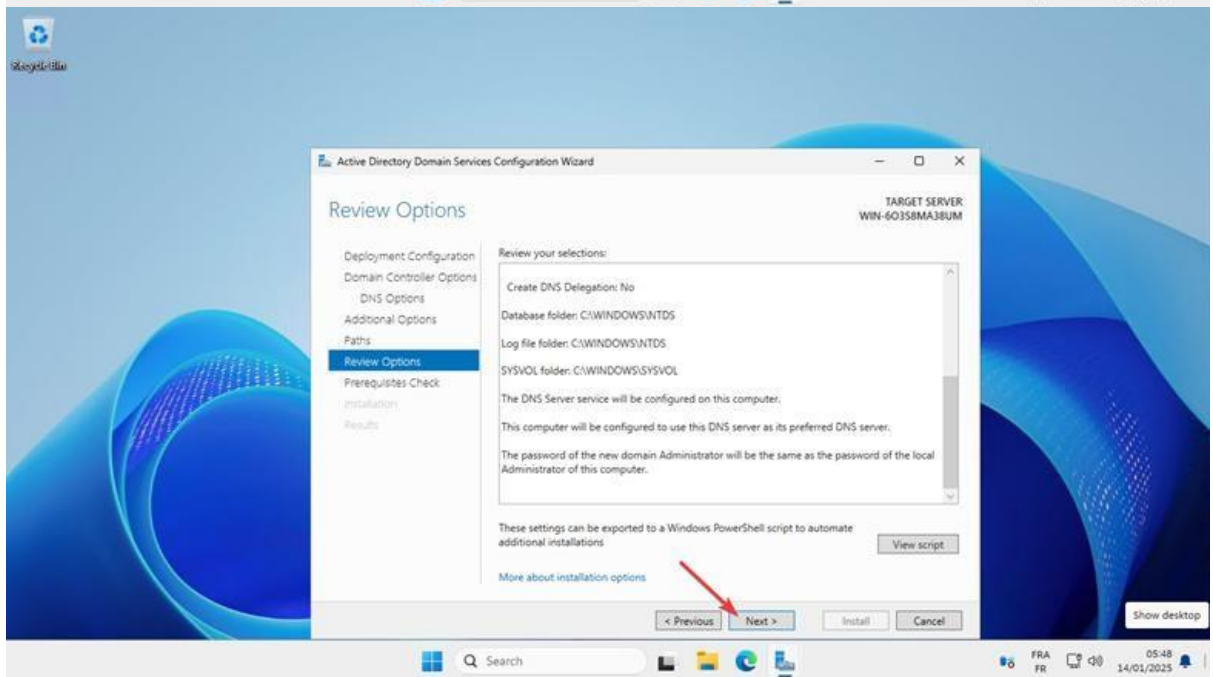 Recycle Bin
Active Directory Domain Services Configuration Wizard
Review Options
TARGET SERVER
WIN-6O3S8MA38UM
Deployment Configuration
Domain Controller Options
DNS Options
Additional Options
Paths
Review Options
Prerequisites Check
Installation
Results
Review your selections:
Create DNS Delegation: No
Database folder: C:\WINDOWS\NTDS
Log file folder: C:\WINDOWS\NTDS
SYSVOL folder: C:\WINDOWS\SYSVOL
The DNS Server service will be configured on this computer.
This computer will be configured to use this DNS server as its preferred DNS server.
The password of the new domain Administrator will be the same as the password of the local
Administrator of this computer.
These settings can be exported to a Windows PowerShell script to automate
additional installations
View script
More about installation options
< Previous
Next >
Install
Cancel
Show desktop
Search
FRA
FR
05:48
14/01/2025